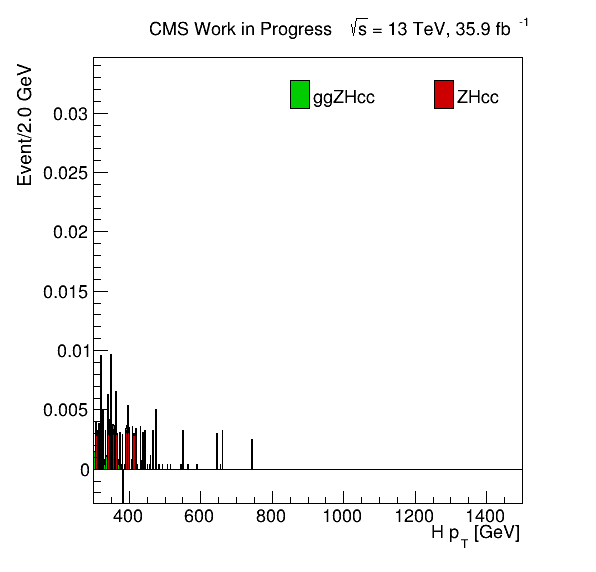 CMS Work in Progress √s = 13 TeV, 35.9 fb -1
Event/2.0 GeV
ggZHcc
ZHcc
0.03
0.025
0.02
0.015
0.01
0.005
0
400 600 800 1000 1200 1400
H pT [GeV]